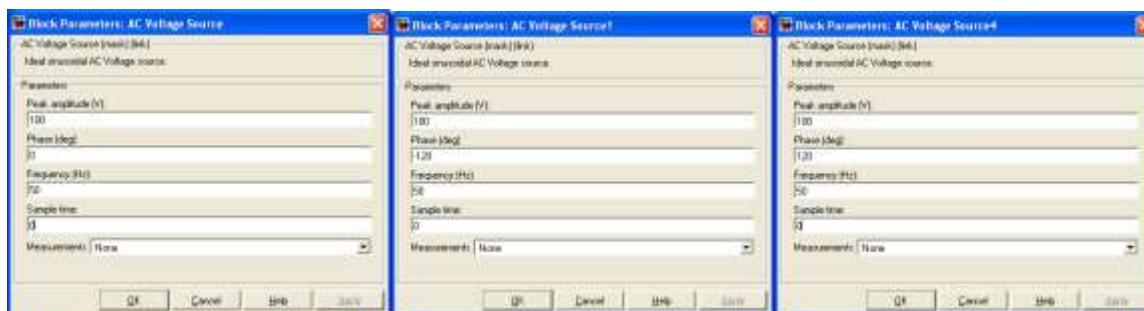 Block Parameters: AC Voltage Source
AC Voltage Source (mask) (link)
Ideal sinusoidal AC Voltage source.
Parameters
Peak amplitude (V):
100
Phase (deg):
0
Frequency (Hz):
50
Sample time:
0
Measurements None
OK Cancel Help Apply
Block Parameters: AC Voltage Source1
AC Voltage Source (mask) (link)
Ideal sinusoidal AC Voltage source.
Parameters
Peak amplitude (V):
100
Phase (deg):
-120
Frequency (Hz):
50
Sample time:
0
Measurements None
OK Cancel Help Apply
Block Parameters: AC Voltage Source4
AC Voltage Source (mask) (link)
Ideal sinusoidal AC Voltage source.
Parameters
Peak amplitude (V):
100
Phase (deg):
120
Frequency (Hz):
50
Sample time:
0
Measurements None
OK Cancel Help Apply